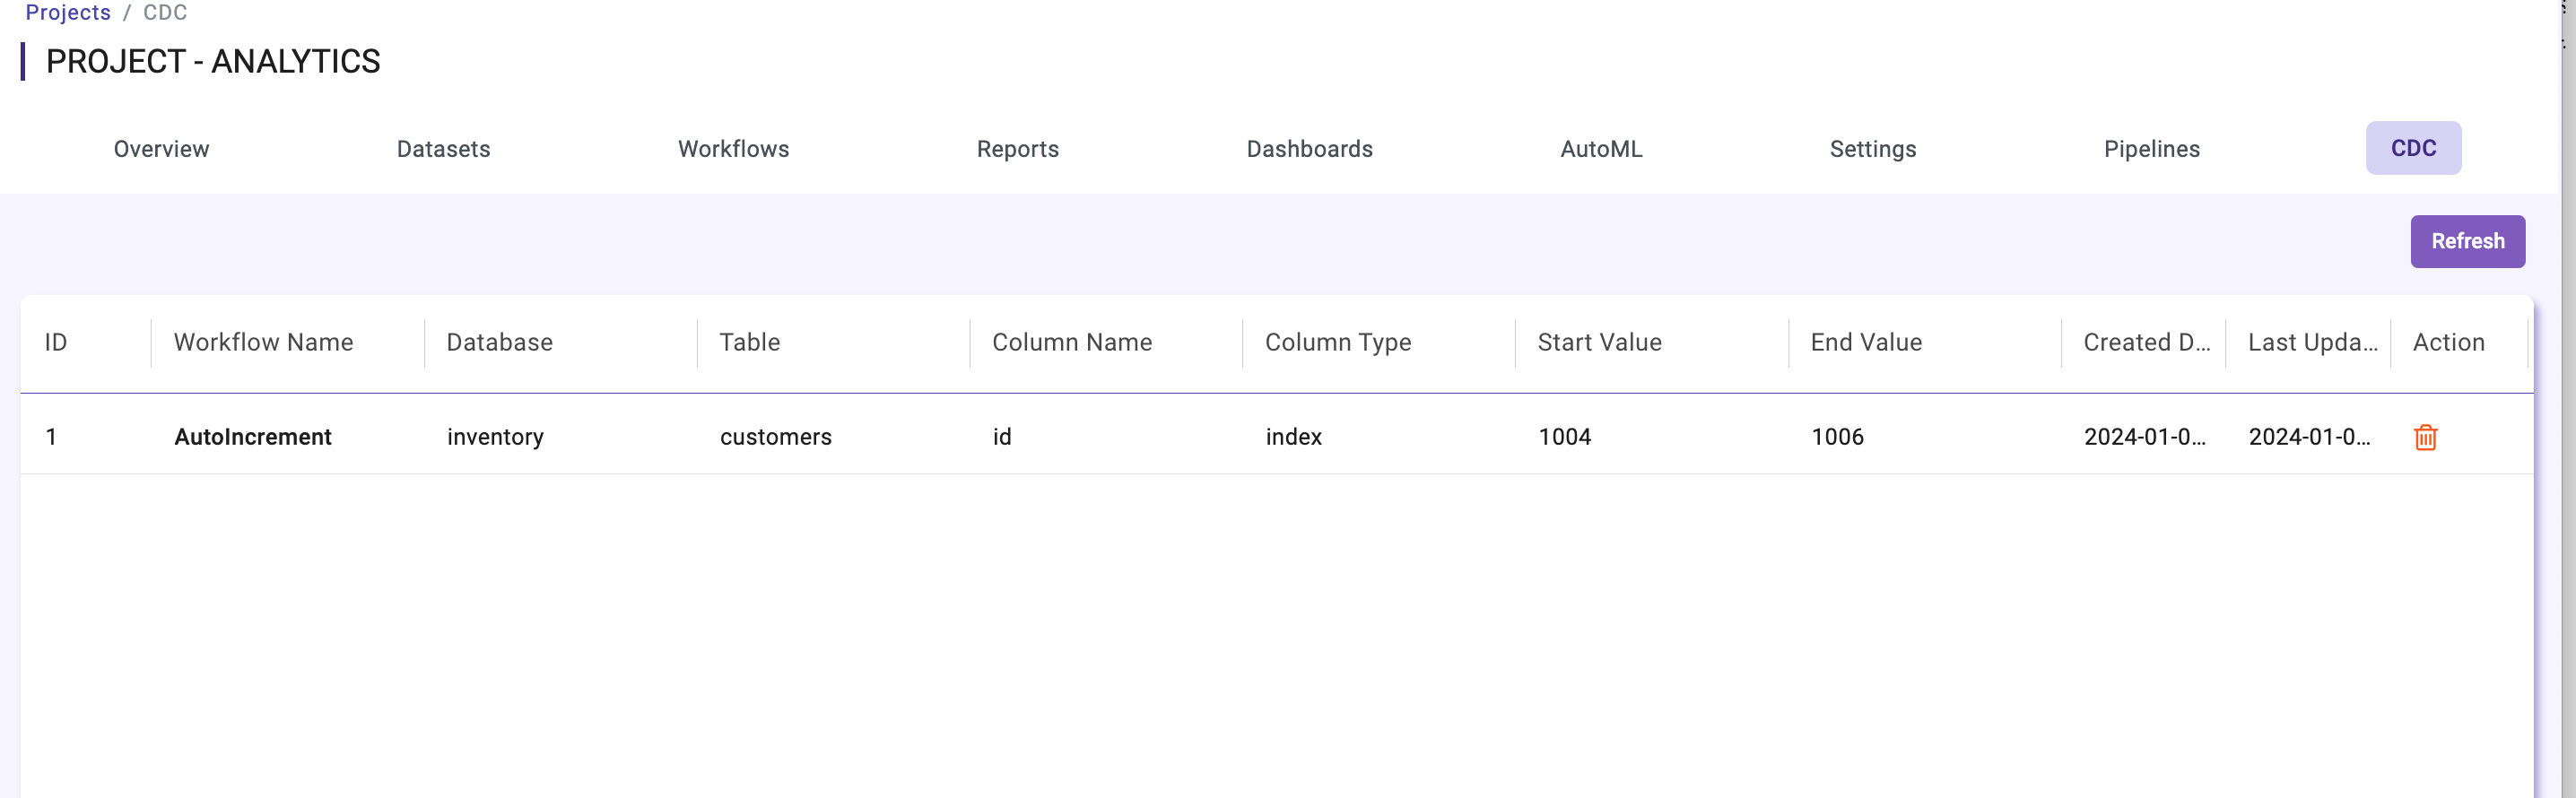 Projects / CDC
PROJECT - ANALYTICS
Overview Datasets Workflows Reports Dashboards AutoML Settings Pipelines CDC
Refresh
ID Workflow Name Database Table Column Name Column Type Start Value End Value Created D... Last Upda... Action
1 AutoIncrement inventory customers id index 1004 1006 2024-01-0... 2024-01-0...